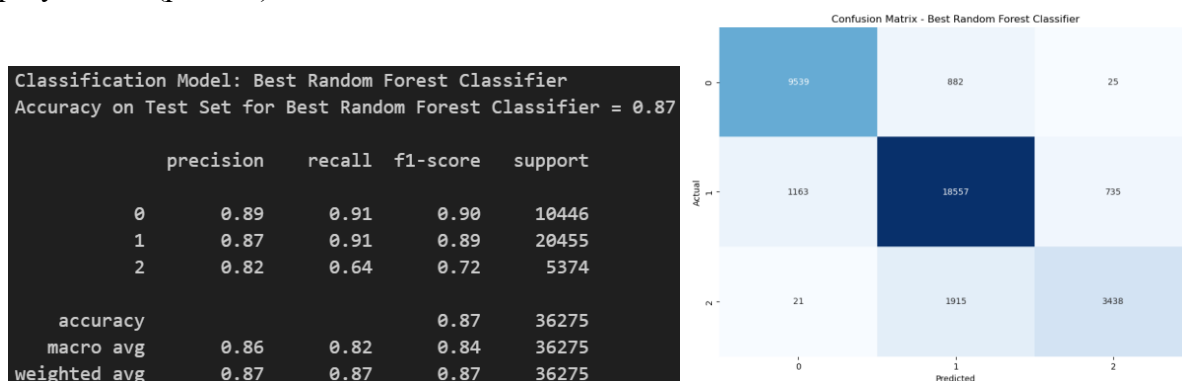 Classification Model: Best Random Forest Classifier
Accuracy on Test Set for Best Random Forest Classifier = 0.87
precision recall f1-score support
0 0.89 0.91 0.90 10446
1 0.87 0.91 0.89 20455
2 0.82 0.64 0.72 5374
accuracy 0.87 36275
macro avg 0.86 0.82 0.84 36275
weighted avg 0.87 0.87 0.87 36275
Confusion Matrix - Best Random Forest Classifier
0 9539 882 25
Actual
1 1163 18557 735
2 21 1915 3438
0 1 2
Predicted